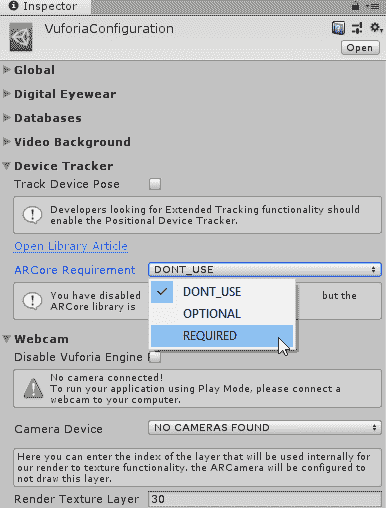 Inspector
VuforiaConfiguration
Open
Global
Digital Eyewear
Databases
Video Background
Device Tracker
Track Device Pose
Developers looking for Extended Tracking functionality should
enable the Positional Device Tracker.
Open Library Article
ARCore Requirement
DONT_USE
DONT_USE
OPTIONAL
REQUIRED
You have disabled but the
ARCore library is
Webcam
Disable Vuforia Engine
No camera connected!
To run your application using Play Mode, please connect a
webcam to your computer.
Camera Device
NO CAMERAS FOUND
Here you can enter the index of the layer that will be used internally for
our render to texture functionality. the ARCamera will be configured to
not draw this layer.
Render Texture Layer
30